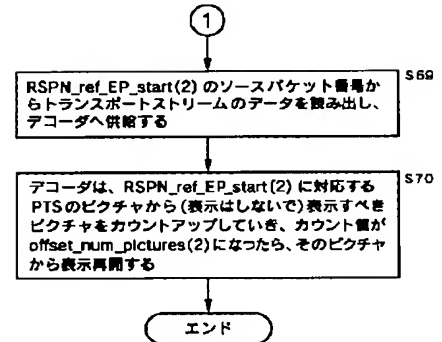 1
S69
RSPN_ref_EP_start(2) のソースパケット番号か
らトランスポートストリームのデータを読み出し、
デコーダへ供給する
S70
デコーダは、RSPN_ref_EP_start(2) に対応する
PTSのピクチャから(表示はしないで)表示すべき
ピクチャをカウントアップしていき、カウント値が
offset_num_pictures(2)になったら、そのピクチャ
から表示再開する
エンド